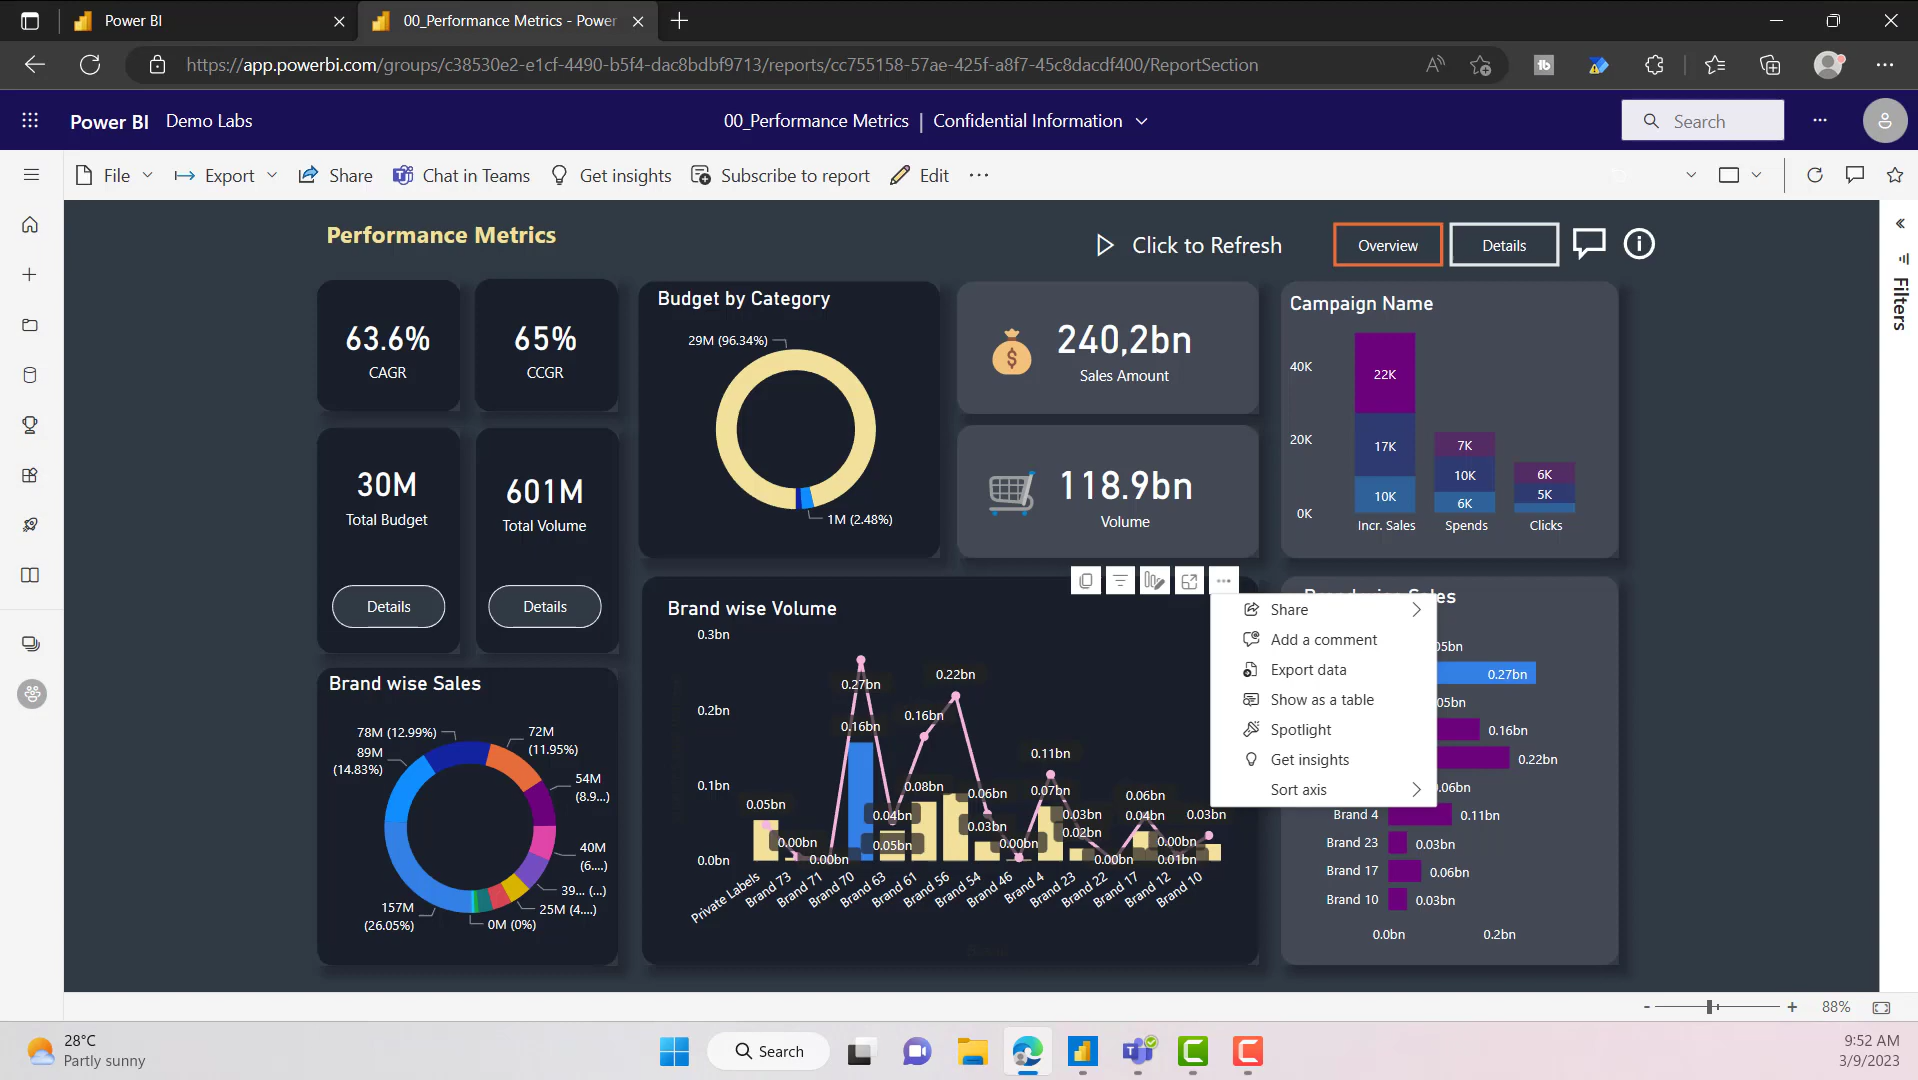 Power BI
00_Performance Metrics - Power
https://app.powerbi.com/groups/c38530e2-e1cf-4490-b5f4-dac8bdbf9713/reports/cc755158-57ae-425f-a8f7-45c8dacdf400/ReportSection
Power BI Demo Labs
00_Performance Metrics | Confidential Information
Search
File
Export
Share
Chat in Teams
Get insights
Subscribe to report
Edit
Performance Metrics
Click to Refresh
Overview
Details
Filters
63.6%
CAGR
65%
CCGR
30M
Total Budget
Details
601M
Total Volume
Details
Budget by Category
29M (96.34%)
1M (2.48%)
240,2bn
Sales Amount
118.9bn
Volume
Campaign Name
40K
20K
0K
22K
17K
10K
7K
10K
6K
6K
5K
Incr. Sales
Spends
Clicks
Brand wise Sales
78M (12.99%)
89M
(14.83%)
72M
(11.95%)
54M
(8.9...)
40M
(6....)
39... (...)
25M (4....)
0M (0%)
157M
(26.05%)
Brand wise Volume
0.3bn
0.2bn
0.1bn
0.0bn
0.05bn
0.00bn
0.00bn
0.27bn
0.16bn
0.04bn
0.05bn
0.16bn
0.08bn
0.22bn
0.06bn
0.03bn
0.00bn
0.11bn
0.07bn
0.03bn
0.02bn
0.00bn
0.06bn
0.04bn
0.00bn
0.01bn
0.03bn
Private Labels
Brand 73
Brand 71
Brand 70
Brand 63
Brand 61
Brand 56
Brand 54
Brand 46
Brand 4
Brand 23
Brand 22
Brand 17
Brand 12
Brand 10
Share
Add a comment
Export data
Show as a table
Spotlight
Get insights
Sort axis
05bn
0.27bn
05bn
0.16bn
0.22bn
.06bn
Brand 4 0.11bn
Brand 23 0.03bn
Brand 17 0.06bn
Brand 10 0.03bn
0.0bn
0.2bn
- + 88%
28°C
Partly sunny
Search
9:52 AM
3/9/2023